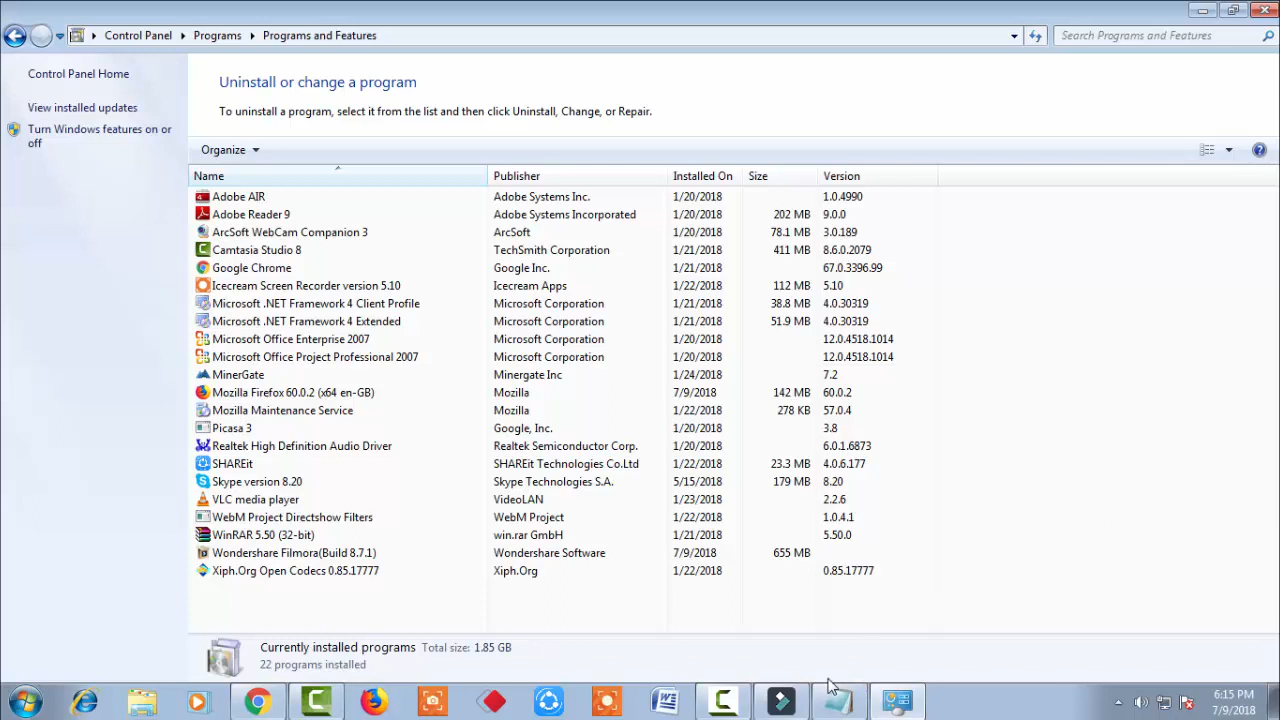 Control Panel Programs Programs and Features Search Programs and Features
Control Panel Home
View installed updates
Turn Windows features on or
off
Uninstall or change a program
To uninstall a program, select it from the list and then click Uninstall, Change, or Repair.
Organize
Name Publisher Installed On Size Version
Adobe AIR Adobe Systems Inc. 1/20/2018 1.0.4990
Adobe Reader 9 Adobe Systems Incorporated 1/20/2018 202 MB 9.0.0
ArcSoft WebCam Companion 3 ArcSoft 1/20/2018 78.1 MB 3.0.189
Camtasia Studio 8 TechSmith Corporation 1/21/2018 411 MB 8.6.0.2079
Google Chrome Google Inc. 1/21/2018 67.0.3396.99
Icecream Screen Recorder version 5.10 Icecream Apps 1/22/2018 112 MB 5.10
Microsoft .NET Framework 4 Client Profile Microsoft Corporation 1/21/2018 38.8 MB 4.0.30319
Microsoft .NET Framework 4 Extended Microsoft Corporation 1/21/2018 51.9 MB 4.0.30319
Microsoft Office Enterprise 2007 Microsoft Corporation 1/20/2018 12.0.4518.1014
Microsoft Office Project Professional 2007 Microsoft Corporation 1/20/2018 12.0.4518.1014
MinerGate Minergate Inc 1/24/2018 7.2
Mozilla Firefox 60.0.2 (x64 en-GB) Mozilla 7/9/2018 142 MB 60.0.2
Mozilla Maintenance Service Mozilla 1/22/2018 278 KB 57.0.4
Picasa 3 Google, Inc. 1/20/2018 3.8
Realtek High Definition Audio Driver Realtek Semiconductor Corp. 1/20/2018 6.0.1.6873
SHAREit SHAREit Technologies Co.Ltd 1/22/2018 23.3 MB 4.0.6.177
Skype version 8.20 Skype Technologies S.A. 5/15/2018 179 MB 8.20
VLC media player VideoLAN 1/23/2018 2.2.6
WebM Project Directshow Filters WebM Project 1/22/2018 1.0.4.1
WinRAR 5.50 (32-bit) win.rar GmbH 1/21/2018 5.50.0
Wondershare Filmora(Build 8.7.1) Wondershare Software 7/9/2018 655 MB
Xiph.Org Open Codecs 0.85.17777 Xiph.Org 1/22/2018 0.85.17777
Currently installed programs Total size: 1.85 GB
22 programs installed
6:15 PM
7/9/2018